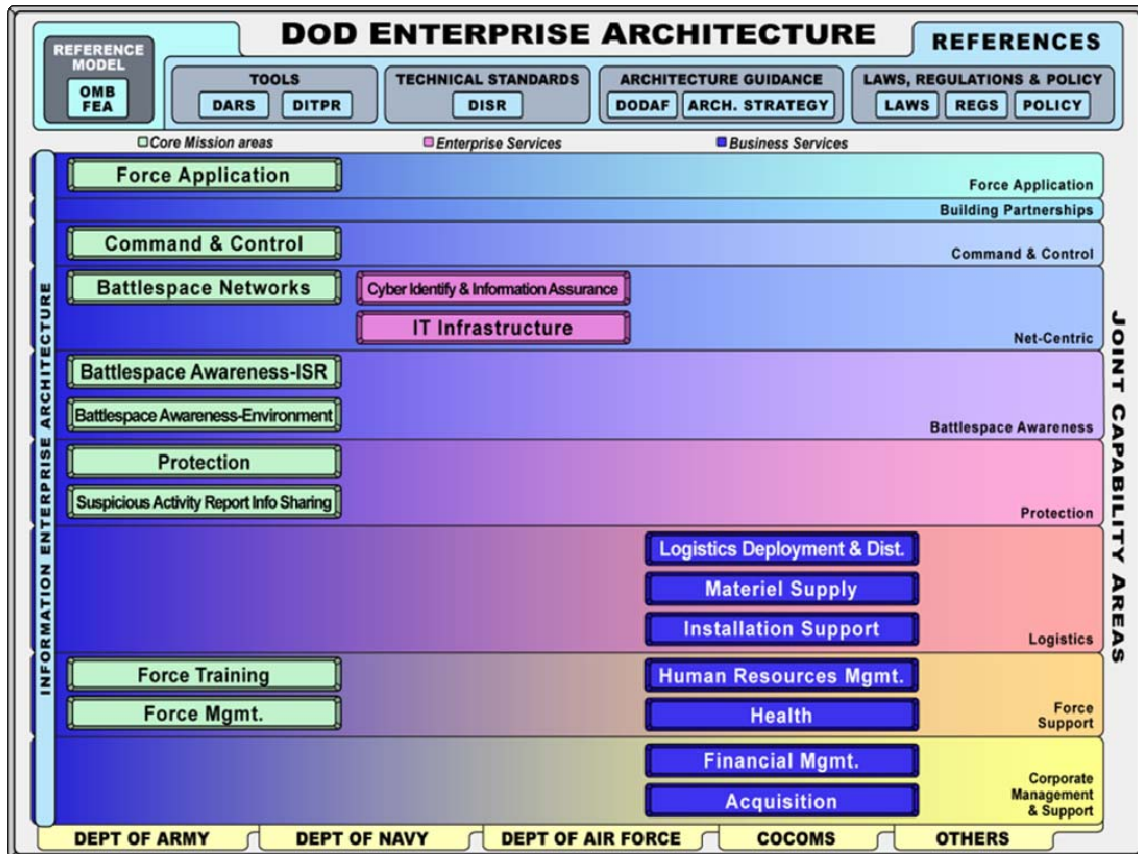 DOD ENTERPRISE ARCHITECTURE
REFERENCES
REFERENCE
MODEL
OMB
FEA
TOOLS
DARS DITPR
TECHNICAL STANDARDS
DISR
ARCHITECTURE GUIDANCE
DODAF ARCH. STRATEGY
LAWS, REGULATIONS & POLICY
LAWS REGS POLICY
Core Mission areas Enterprise Services Business Services
INFORMATION ENTERPRISE ARCHITECTURE
JOINT CAPABILITY AREAS
Force Application
Force Application
Building Partnerships
Command & Control
Command & Control
Battlespace Networks
Cyber Identify & Information Assurance
IT Infrastructure
Net-Centric
Battlespace Awareness-ISR
Battlespace Awareness-Environment
Battlespace Awareness
Protection
Suspicious Activity Report Info Sharing
Protection
Logistics Deployment & Dist.
Materiel Supply
Installation Support
Logistics
Force Training
Human Resources Mgmt.
Force Mgmt.
Health
Force
Support
Financial Mgmt.
Acquisition
Corporate
Management
& Support
DEPT OF ARMY DEPT OF NAVY DEPT OF AIR FORCE COCOMS OTHERS